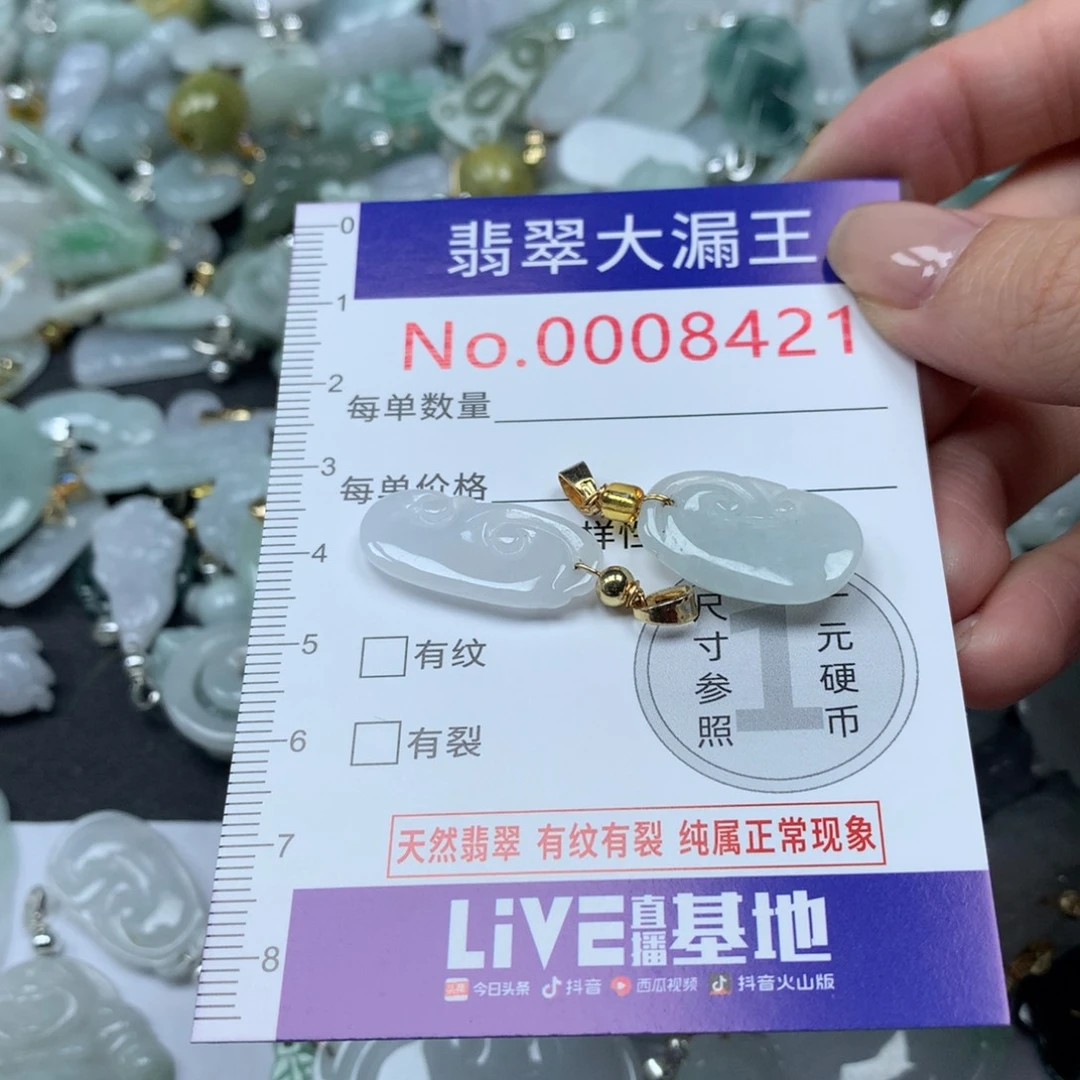 翡翠大漏王
No.0008421
每单数量
每单价格
样性
有纹
有裂
尺寸参照
一元硬币
1
天然翡翠 有纹有裂 纯属正常现象
LiVE直播基地
今日头条 抖音 西瓜视频 抖音火山版
0
1
2
3
4
5
6
7
8